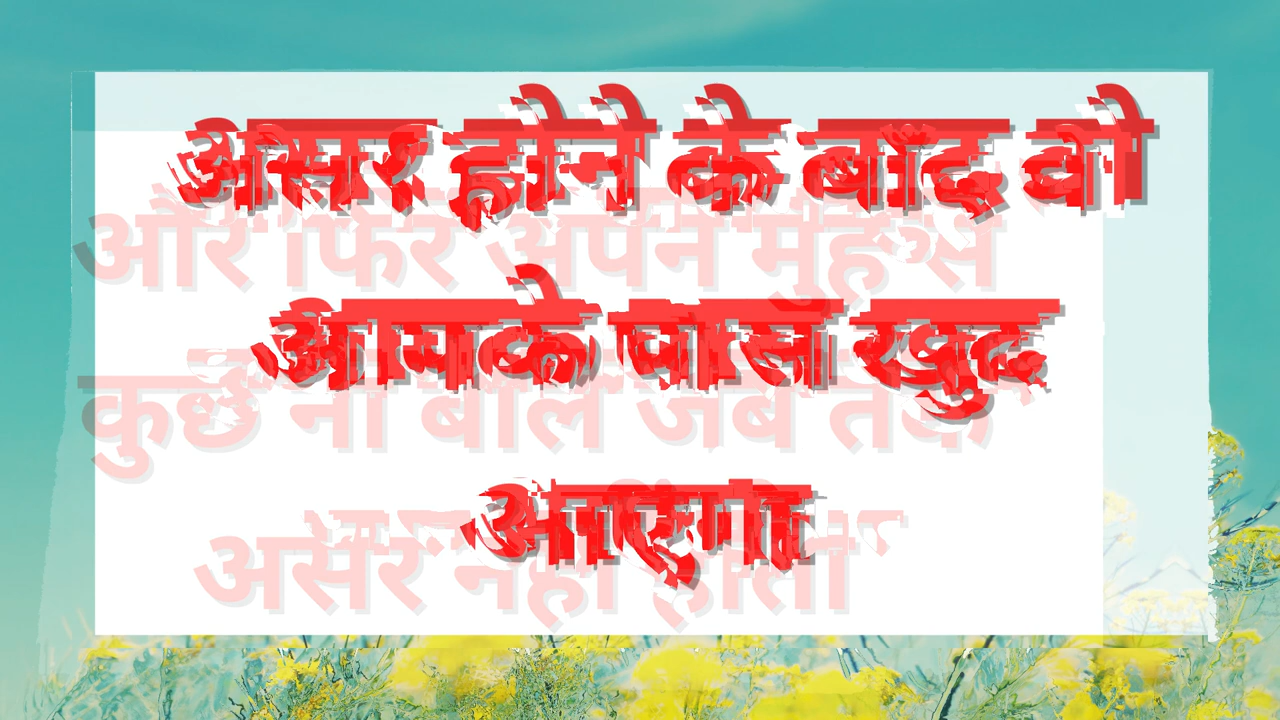 असर होने के बाद वो
आपके पास खुद
आएगा
और फिर अपने मुंह से
कुछ ना बोले जब तक
असर नहीं होता